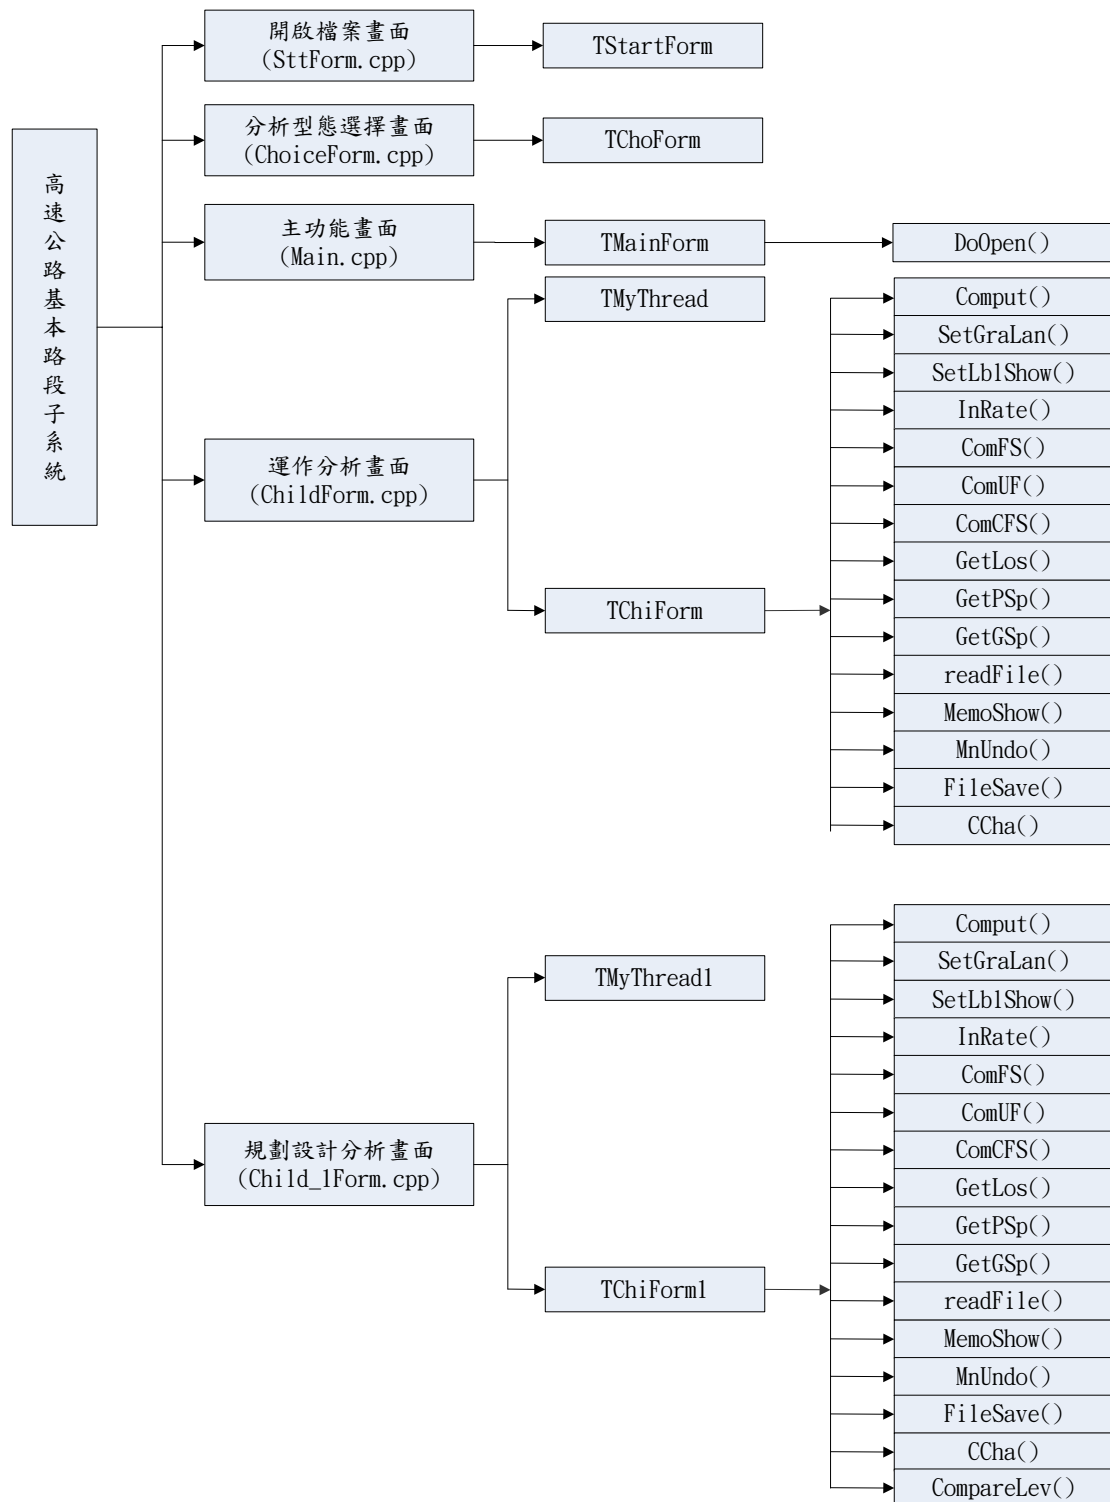 高速公路基本路段子系統
開啟檔案畫面
(SttForm.cpp)
TStartForm
分析型態選擇畫面
(ChoiceForm.cpp)
TChoForm
主功能畫面
(Main.cpp)
TMainForm
DoOpen()
運作分析畫面
(ChildForm.cpp)
TMyThread
TChiForm
Comput()
SetGraLan()
SetLblShow()
InRate()
ComFS()
ComUF()
ComCFS()
GetLos()
GetPSp()
GetGSp()
readFile()
MemoShow()
MnUndo()
FileSave()
CCha()
規劃設計分析畫面
(Child_1Form.cpp)
TMyThread1
TChiForm1
Comput()
SetGraLan()
SetLblShow()
InRate()
ComFS()
ComUF()
ComCFS()
GetLos()
GetPSp()
GetGSp()
readFile()
MemoShow()
MnUndo()
FileSave()
CCha()
CompareLev()